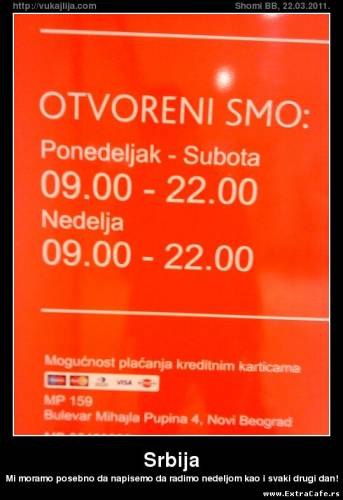 http://vukajlija.com Shomi BB, 22.03.2011.
OTVORENI SMO:
Ponedeljak - Subota
09.00 - 22.00
Nedelja
09.00 - 22.00
Mogućnost plaćanja kreditnim karticama
VISA
MP 159
Bulevar Mihajla Pupina 4, Novi Beograd
Srbija
Mi moramo posebno da napisemo da radimo nedeljom kao i svaki drugi dan!
www.ExtraCafe.rs